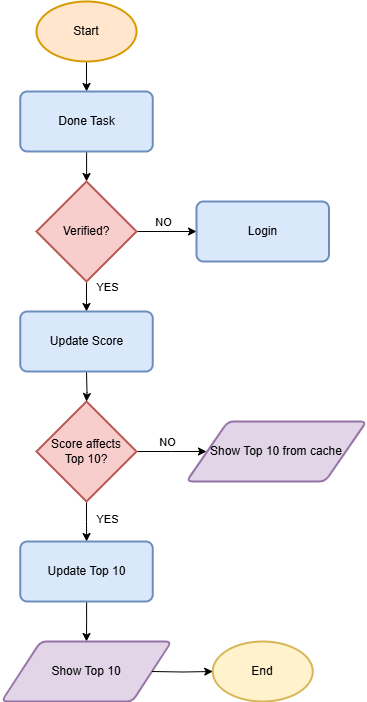 Start
Done Task
Verified?
NO
Login
YES
Update Score
Score affects
Top 10?
NO
Show Top 10 from cache
YES
Update Top 10
Show Top 10
End